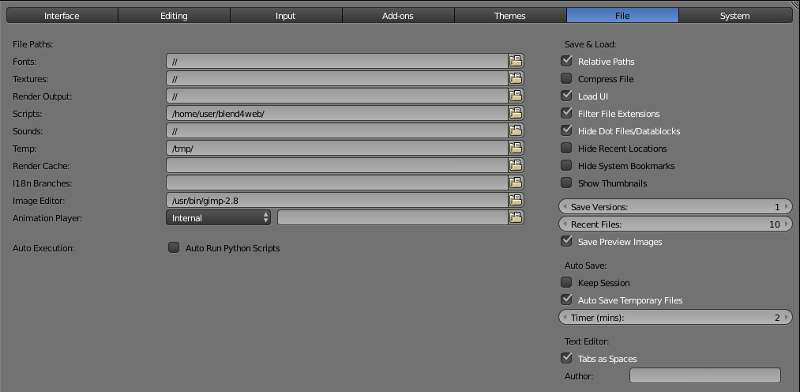 Interface Editing Input Add-ons Themes File System
File Paths:
Fonts: //
Textures: //
Render Output: //
Scripts: /home/user/blend4web/
Sounds: //
Temp: /tmp/
Render Cache:
I18n Branches:
Image Editor: /usr/bin/gimp-2.8
Animation Player: Internal
Auto Execution: Auto Run Python Scripts
Save & Load:
Relative Paths
Compress File
Load UI
Filter File Extensions
Hide Dot Files/Datablocks
Hide Recent Locations
Hide System Bookmarks
Show Thumbnails
Save Versions: 1
Recent Files: 10
Save Preview Images
Auto Save:
Keep Session
Auto Save Temporary Files
Timer (mins): 2
Text Editor:
Tabs as Spaces
Author: